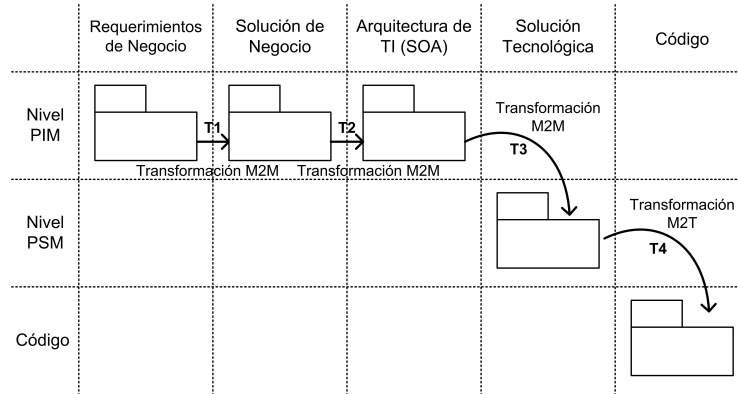 Requerimientos
de Negocio
Solución de
Negocio
Arquitectura de
TI (SOA)
Solución
Tecnológica
Código
Nivel
PIM
T1
T2
Transformación M2M
Transformación M2M
Transformación
M2M
T3
Nivel
PSM
Transformación
M2T
T4
Código